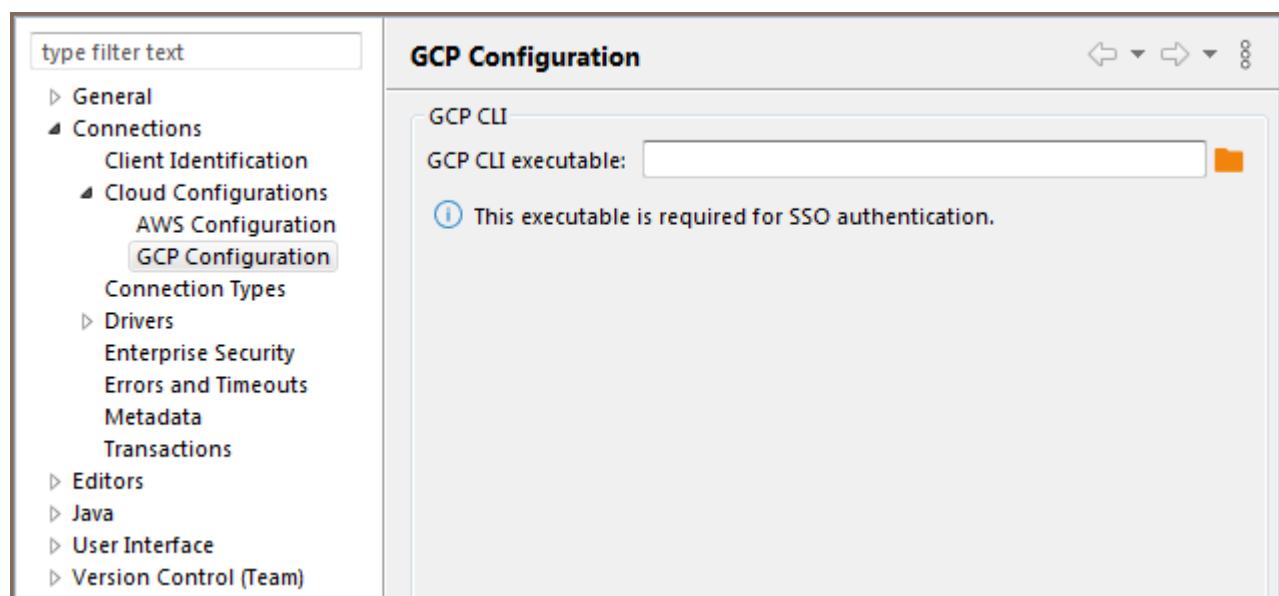 type filter text
General
Connections
Client Identification
Cloud Configurations
AWS Configuration
GCP Configuration
Connection Types
Drivers
Enterprise Security
Errors and Timeouts
Metadata
Transactions
Editors
Java
User Interface
Version Control (Team)
GCP Configuration
GCP CLI
GCP CLI executable:
This executable is required for SSO authentication.